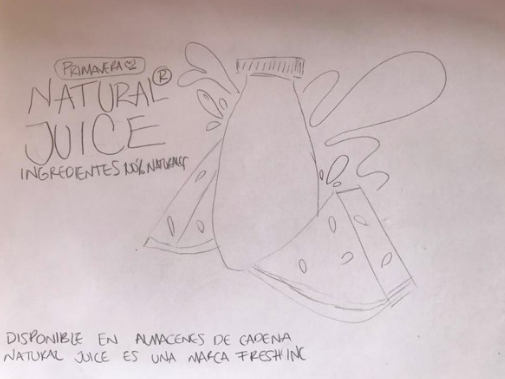 PRIMAVERA
NATURAL ®
JUICE
INGREDIENTES 100% NATURALES
DISPONIBLE EN ALMACENES DE CADENA
NATURAL JUICE ES UNA MARCA FRESH INC